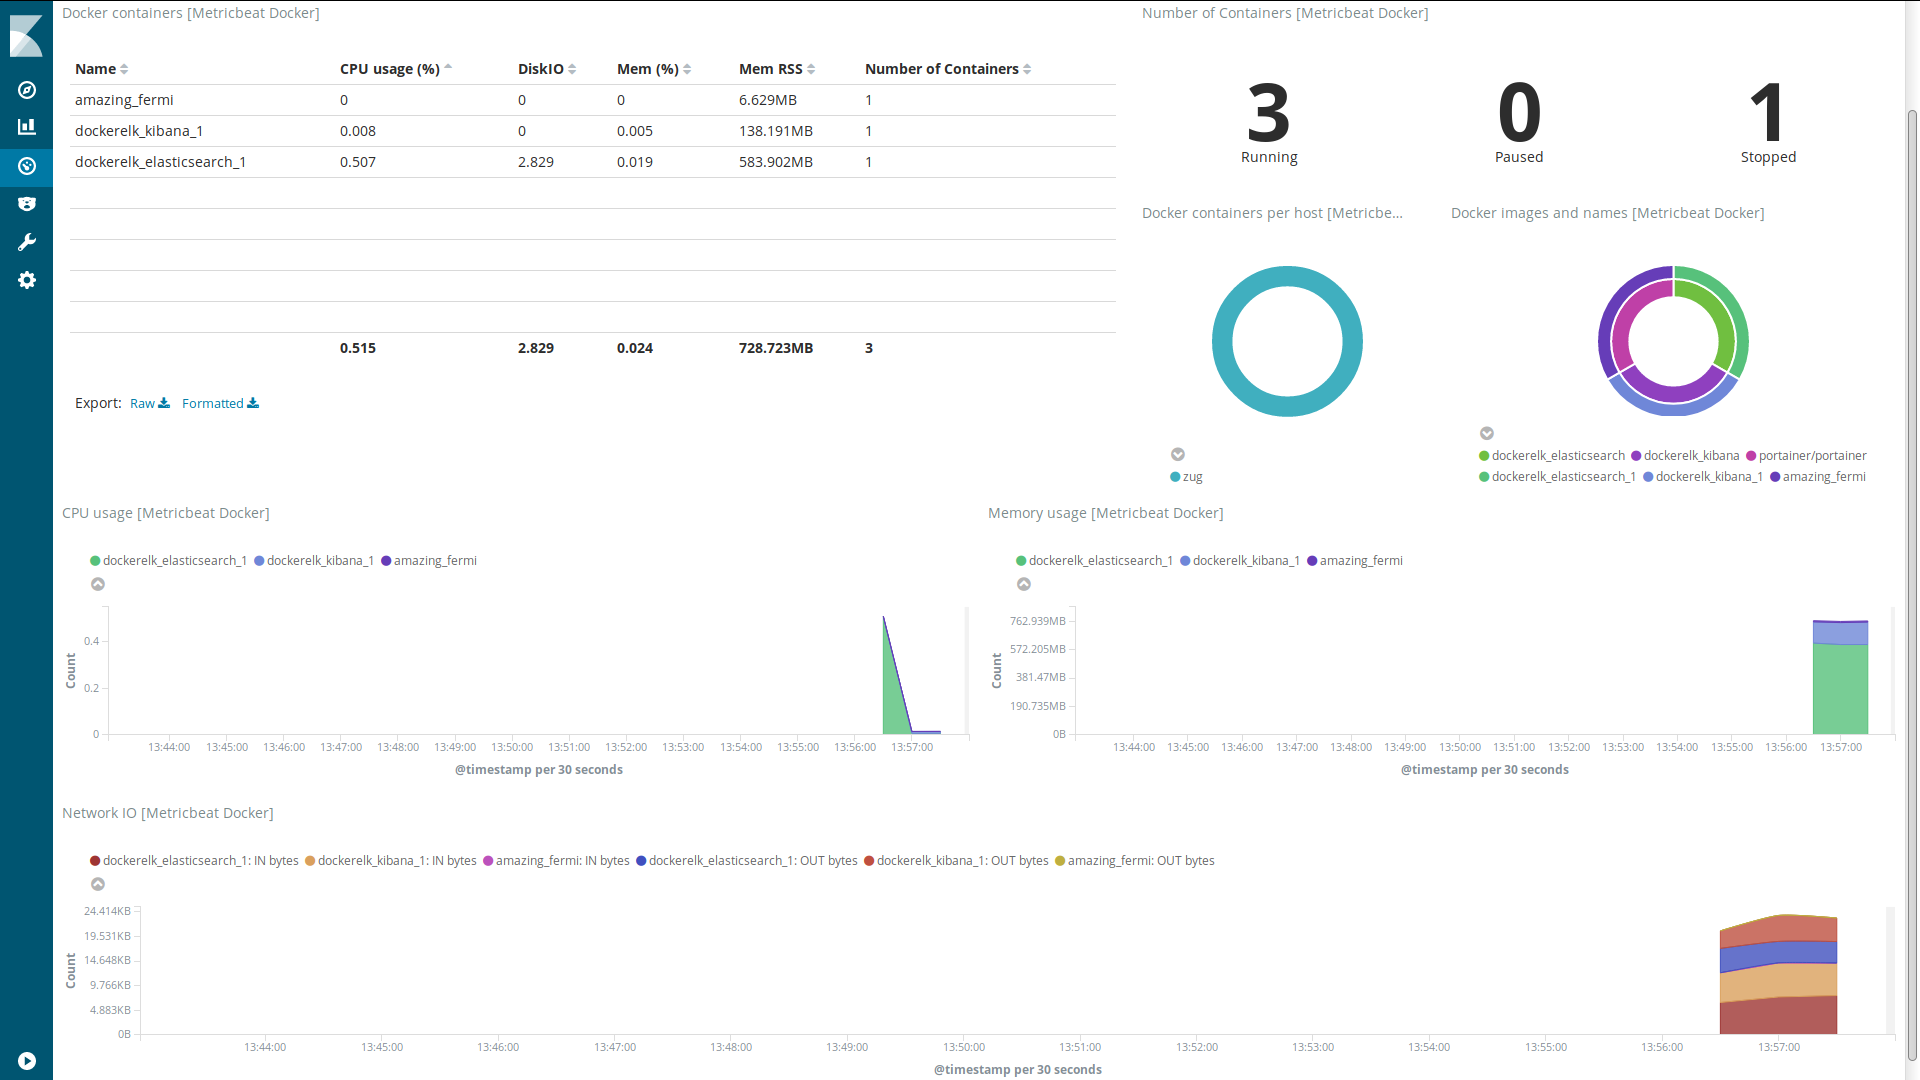 Docker containers [Metricbeat Docker]
Name CPU usage (%) DiskIO Mem (%) Mem RSS Number of Containers
amazing_fermi 0 0 0 6.629MB 1
dockerelk_kibana_1 0.008 0 0.005 138.191MB 1
dockerelk_elasticsearch_1 0.507 2.829 0.019 583.902MB 1
0.515 2.829 0.024 728.723MB 3
Export: Raw Formatted
Number of Containers [Metricbeat Docker]
3 0 1
Running Paused Stopped
Docker containers per host [Metricbe...
zug
Docker images and names [Metricbeat Docker]
dockerelk_elasticsearch dockerelk_kibana portainer/portainer
dockerelk_elasticsearch_1 dockerelk_kibana_1 amazing_fermi
CPU usage [Metricbeat Docker]
dockerelk_elasticsearch_1 dockerelk_kibana_1 amazing_fermi
Count
0.4
0.2
0
13:44:00 13:45:00 13:46:00 13:47:00 13:48:00 13:49:00 13:50:00 13:51:00 13:52:00 13:53:00 13:54:00 13:55:00 13:56:00 13:57:00
@timestamp per 30 seconds
Memory usage [Metricbeat Docker]
dockerelk_elasticsearch_1 dockerelk_kibana_1 amazing_fermi
Count
762.939MB
572.205MB
381.47MB
190.735MB
0B
13:44:00 13:45:00 13:46:00 13:47:00 13:48:00 13:49:00 13:50:00 13:51:00 13:52:00 13:53:00 13:54:00 13:55:00 13:56:00 13:57:00
@timestamp per 30 seconds
Network IO [Metricbeat Docker]
dockerelk_elasticsearch_1: IN bytes dockerelk_kibana_1: IN bytes amazing_fermi: IN bytes dockerelk_elasticsearch_1: OUT bytes dockerelk_kibana_1: OUT bytes amazing_fermi: OUT bytes
Count
24.414KB
19.531KB
14.648KB
9.766KB
4.883KB
0B
13:44:00 13:45:00 13:46:00 13:47:00 13:48:00 13:49:00 13:50:00 13:51:00 13:52:00 13:53:00 13:54:00 13:55:00 13:56:00 13:57:00
@timestamp per 30 seconds